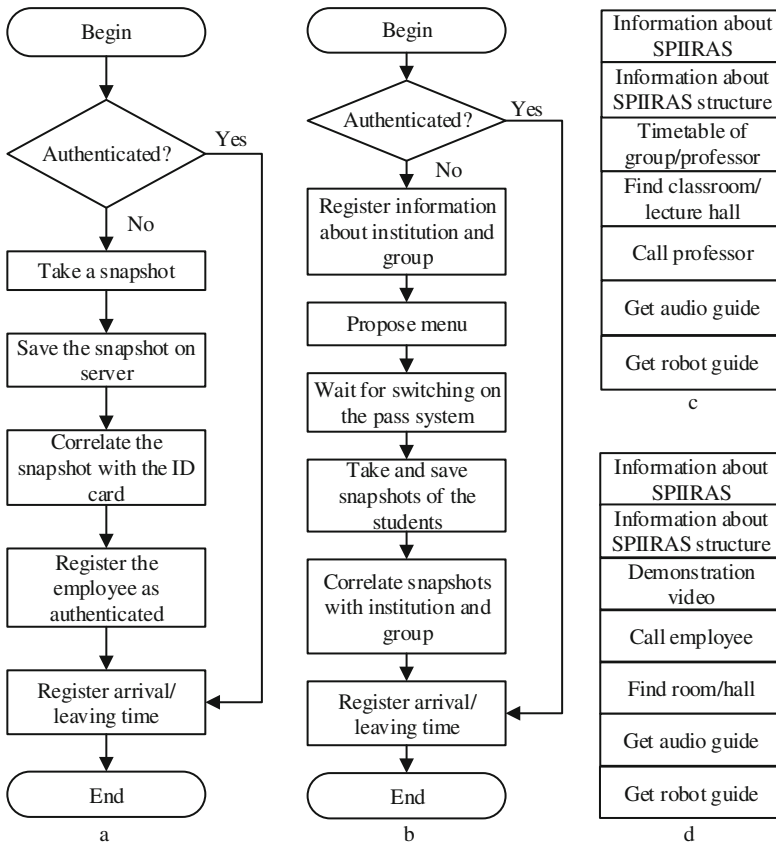 Begin
Authenticated?
Yes
No
Take a snapshot
Save the snapshot on
server
Correlate the
snapshot with the ID
card
Register the
employee as
authenticated
Register arrival/
leaving time
End
a
Begin
Authenticated?
Yes
No
Register information
about institution and
group
Propose menu
Wait for switching on
the pass system
Take and save
snapshots of the
students
Correlate snapshots
with institution and
group
Register arrival/
leaving time
End
b
Information about
SPIIRAS
Information about
SPIIRAS structure
Timetable of
group/professor
Find classroom/
lecture hall
Call professor
Get audio guide
Get robot guide
c
Information about
SPIIRAS
Information about
SPIIRAS structure
Demonstration
video
Call employee
Find room/hall
Get audio guide
Get robot guide
d